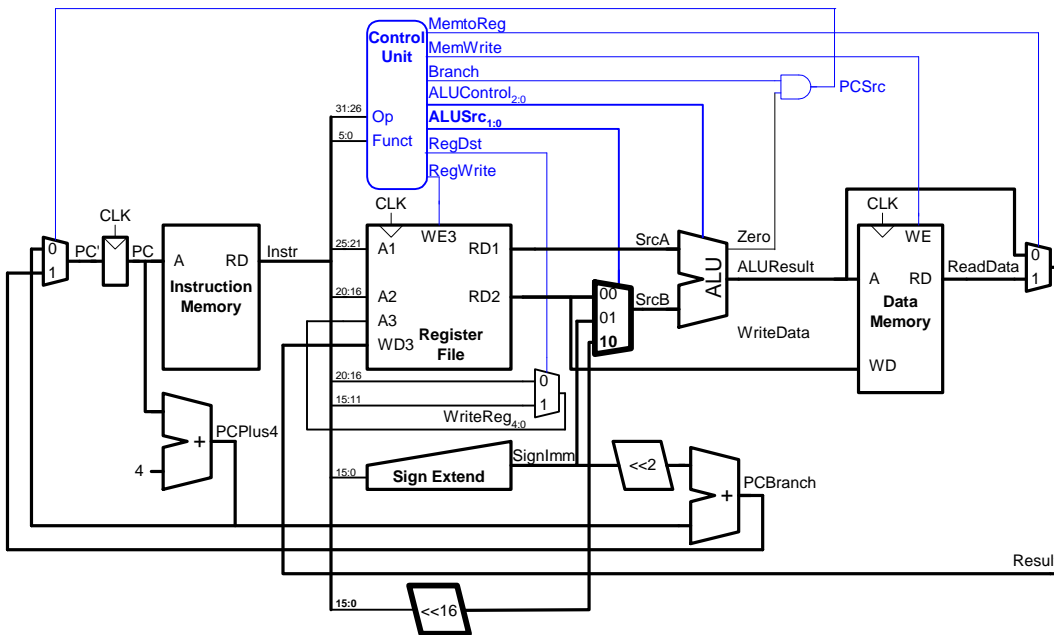 MemtoReg
Control Unit
MemWrite
Branch
PCSrc
ALUControl2:0
31:26
Op
ALUSrc1:0
5:0
Funct
RegDst
RegWrite
CLK
CLK
CLK
0
1
PC'
PC
A
RD
Instruction Memory
Instr
25:21
A1
WE3
RD1
SrcA
Zero
WE
0
1
20:16
A2
RD2
00
01
10
SrcB
ALU
ALUResult
A
RD
ReadData
Data Memory
A3
WD3
Register File
WriteData
WD
20:16
15:11
0
1
WriteReg4:0
PCPlus4
+
4
15:0
Sign Extend
SignImm
<<2
+
PCBranch
Resul
15:0
<<16